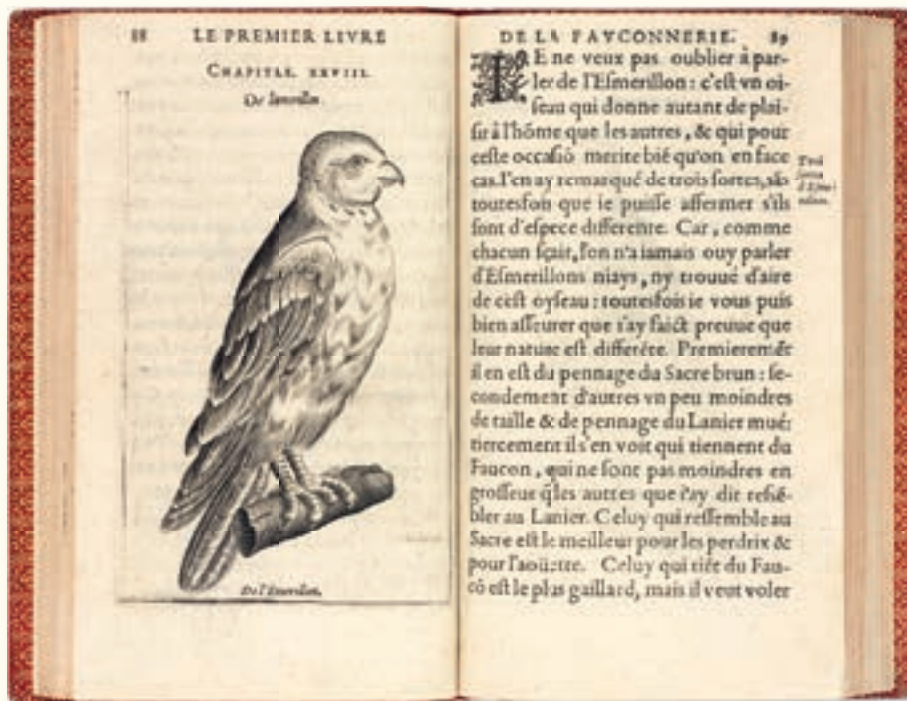 88 LE PREMIER LIVRE
CHAPITLE. XXVIII.
De l'emerillon.
De l'Emerillon.
DE LA FAVCONNERIE. 89
IE ne veux pas oublier à par-
ler de l'Eſmerillon : c'eſt vn oi-
ſeau qui donne autant de plai-
ſir à l'hōme que les autres, & qui pour
ceſte occaſiō merite biē qu'on en face
cas. I'en ay remarqué de trois ſortes, sās
toutesfois que ie puiſſe affermer s'ils
ſont d'eſpece differente. Car, comme
chacun ſçait, l'on n'a iamais ouy parler
d'Eſmerillons niays, ny trouué d'aire
de ceſt oyſeau : toutesfois ie vous puis
bien aſſeurer que i'ay faict preuue que
leur nature eſt differēte. Premieremēt
il en eſt du pennage du Sacre brun : ſe-
condement d'autres vn peu moindres
de taille & de pennage du Lanier mué:
tiercement il s'en voit qui tiennent du
Faucon, qui ne ſont pas moindres en
groſſeur q̃ les autres que i'ay dit reſſē-
bler au Lanier. Celuy qui reſſemble au
Sacre eſt le meilleur pour les perdrix &
pour l'aoüette. Celuy qui tiēt du Fau-
cō eſt le plus gaillard, mais il veut voler